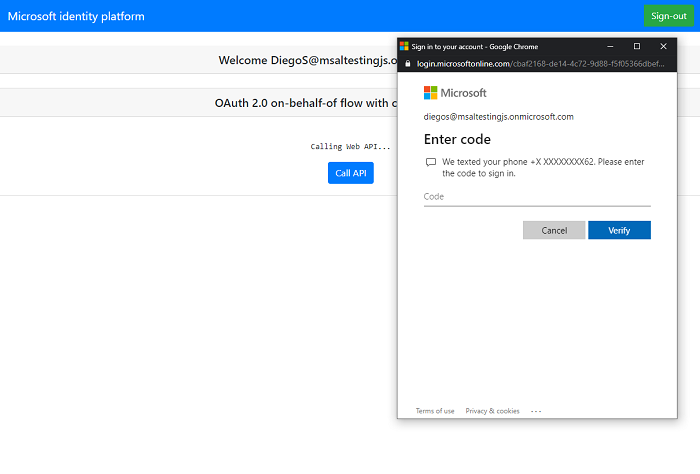 Microsoft identity platform
Sign-out
Welcome DiegoS@msaltestingjs.o
OAuth 2.0 on-behalf-of flow with c
Calling Web API...
Call API
Sign in to your account - Google Chrome
login.microsoftonline.com/cbaf2168-de14-4c72-9d88-f5f05366dbef...
Microsoft
diegos@msaltestingjs.onmicrosoft.com
Enter code
We texted your phone +X XXXXXXXX62. Please enter
the code to sign in.
Code
Cancel
Verify
Terms of use
Privacy & cookies
...